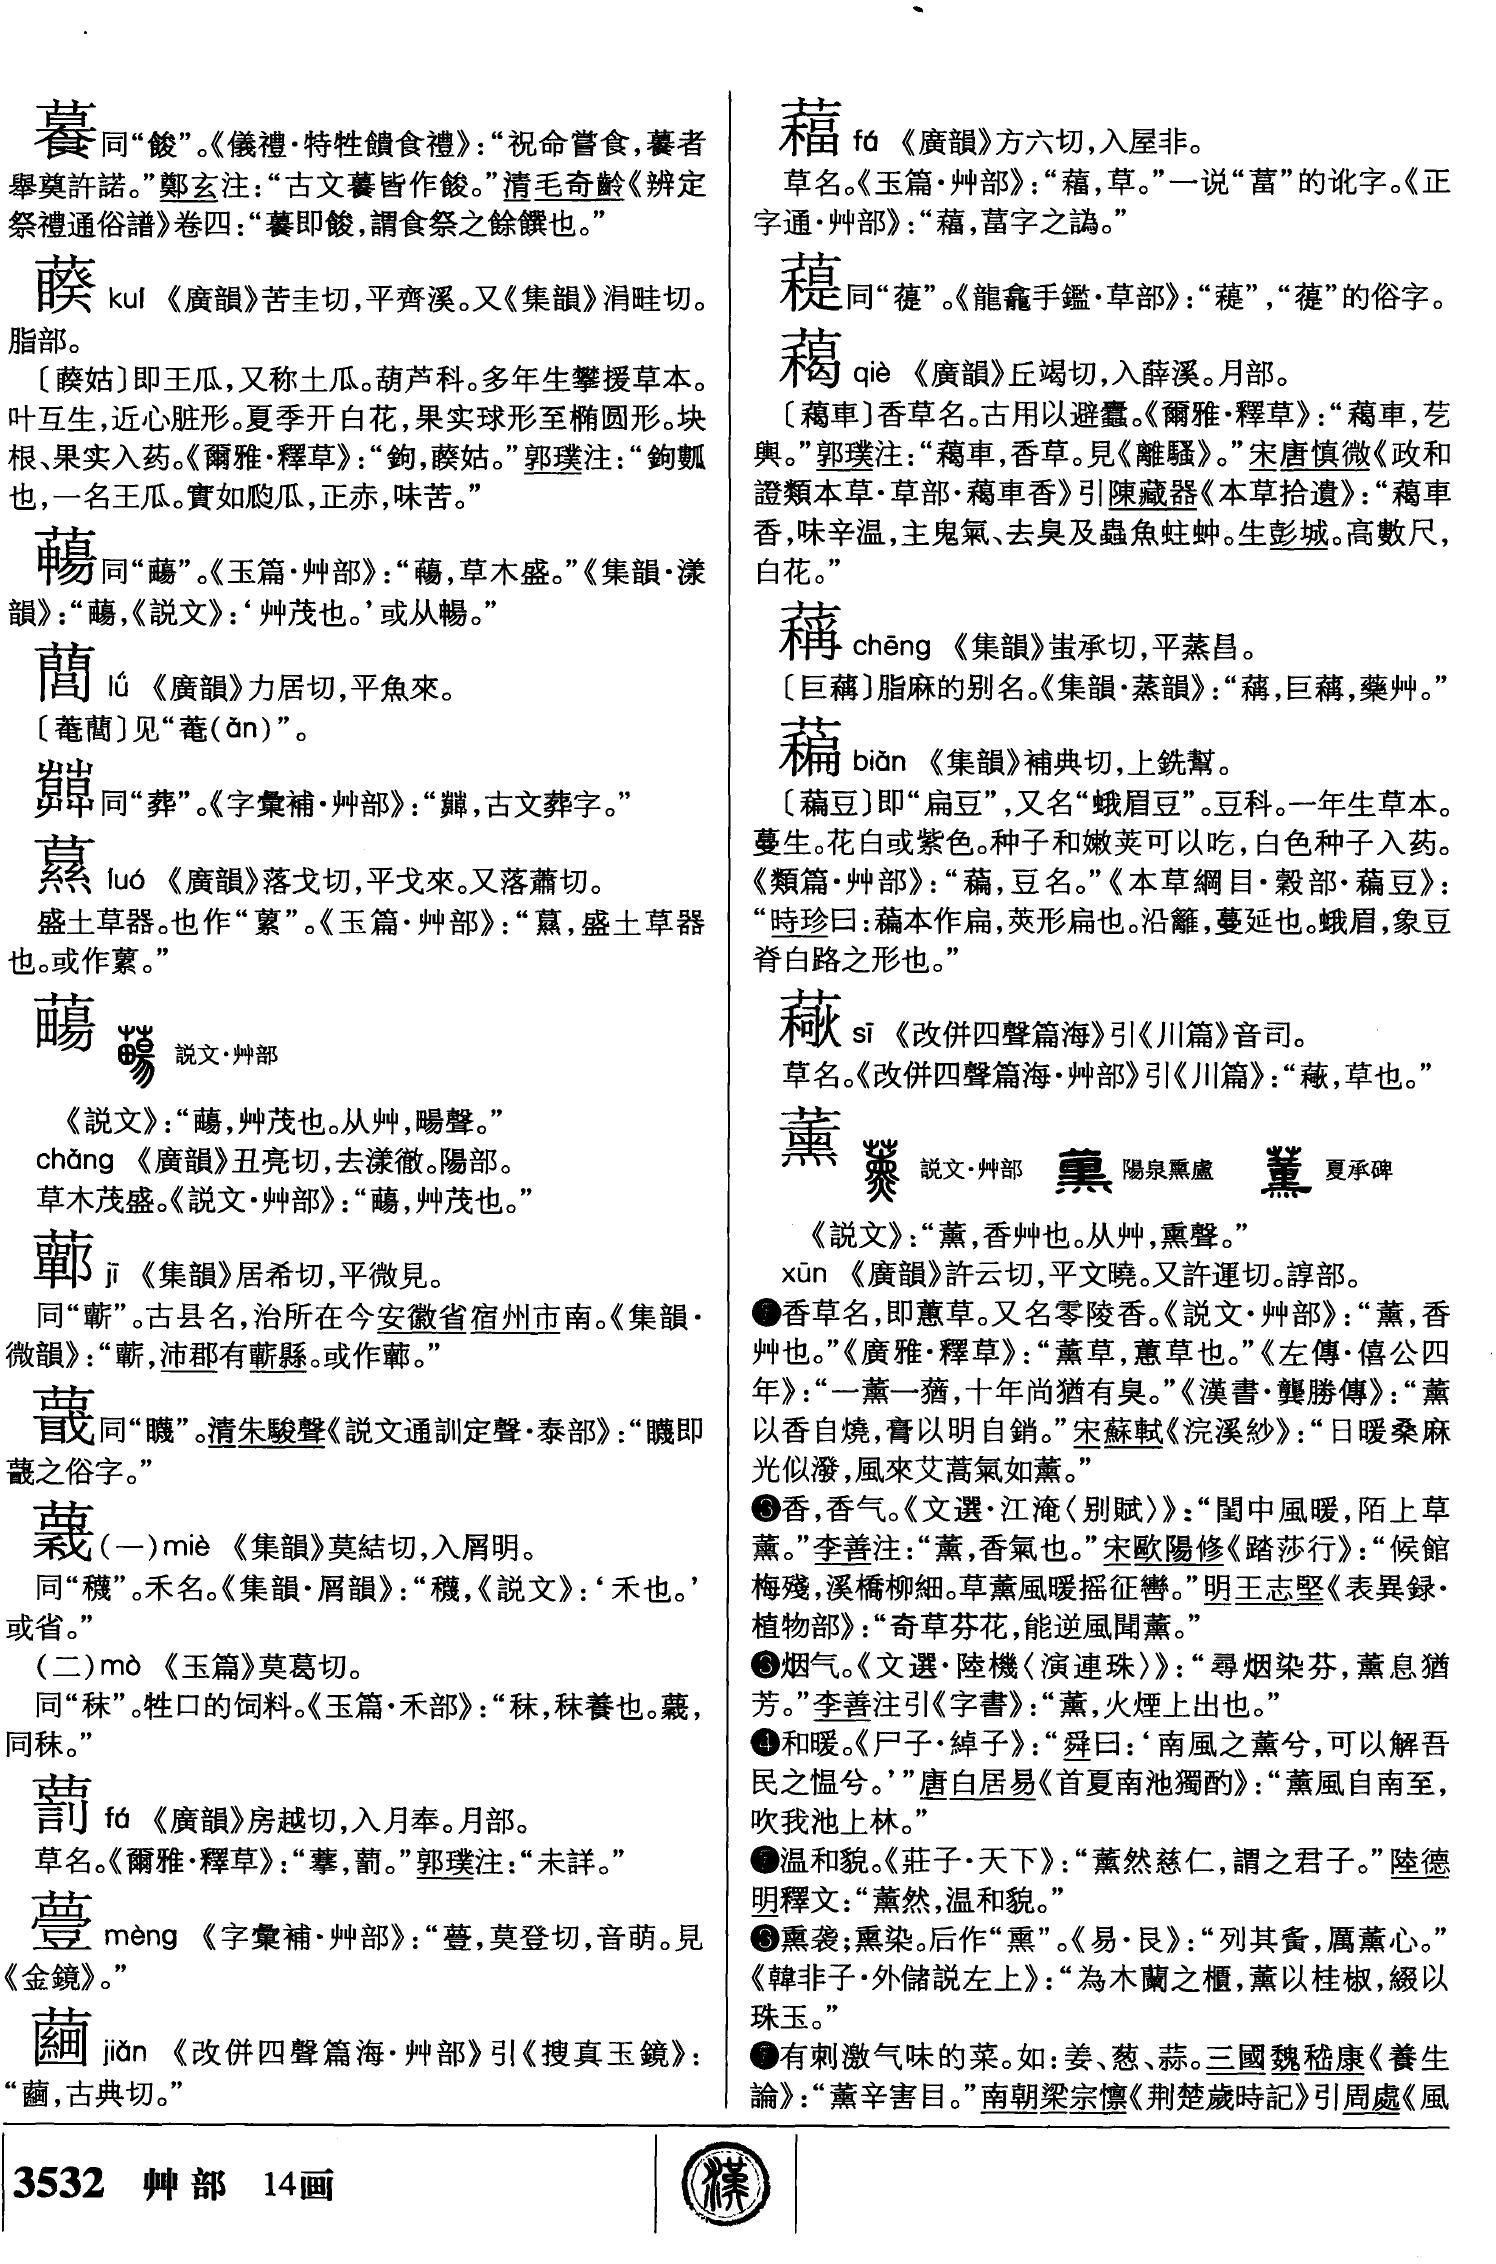 䕁同“餕”。《儀禮·特牲饋食禮》：“祝命嘗食，䕁者
舉奠許諾。”鄭玄注：“古文䕁皆作餕。”清毛奇齡《辨定
祭禮通俗譜》卷四：“䕁即餕，謂食祭之餘饌也。”
藈 kuí 《廣韻》苦圭切，平齊溪。又《集韻》涓畦切。
脂部。
〔藈姑〕即王瓜，又称土瓜。葫芦科。多年生攀援草本。
叶互生，近心脏形。夏季开白花，果实球形至椭圆形。块
根、果实入药。《爾雅·釋草》：“鉤，藈姑。”郭璞注：“鉤㼎
也，一名王瓜。實如瓝瓜，正赤，味苦。”
同“蕩”。《玉篇·艸部》：“，草木盛。”《集韻·漾
韻》：“，《説文》：‘艸茂也。’或从暢。”
藘 lǘ 《廣韻》力居切，平魚來。
〔菴藘〕见“菴(ān)”。
同“葬”。《字彙補·艸部》：“，古文葬字。”
luó 《廣韻》落戈切，平戈來。又落蕭切。
盛土草器。也作“蔂”。《玉篇·艸部》：“，盛土草器
也。或作蔂。”
説文·艸部
《説文》：“，艸茂也。从艸，畼聲。”
chàng 《廣韻》丑亮切，去漾徹。陽部。
草木茂盛。《説文·艸部》：“，艸茂也。”
jī 《集韻》居希切，平微見。
同“蘄”。古县名，治所在今安徽省宿州市南。《集韻·
微韻》：“蘄，沛郡有蘄縣。或作。”
同“䁾”。清朱駿聲《説文通訓定聲·泰部》：“䁾即
之俗字。”
(一)miè 《集韻》莫結切，入屑明。
同“穖”。禾名。《集韻·屑韻》：“，《説文》：‘禾也。’
或省。”
(二)mò 《玉篇》莫葛切。
同“秣”。牲口的饲料。《玉篇·禾部》：“秣，秣養也。，
同秣。”
藅 fá 《廣韻》房越切，入月奉。月部。
草名。《爾雅·釋草》：“，藅。”郭璞注：“未詳。”
mèng 《字彙補·艸部》：“，莫登切，音萌。見
《金鏡》。”
jiǎn 《改併四聲篇海·艸部》引《搜真玉鏡》：
“，古典切。”
3532 艸部 14画
fá 《廣韻》方六切，入屋非。
草名。《玉篇·艸部》：“，草。”一说“葍”的讹字。《正
字通·艸部》：“，葍字之譌。”
同“”。《龍龕手鑑·草部》：“”，“”的俗字。
藒 qiè 《廣韻》丘竭切，入薛溪。月部。
〔藒車〕香草名。古用以避蠹。《爾雅·釋草》：“藒車，芞
輿。”郭璞注：“藒車，香草。見《離騷》。”宋唐慎微《政和
證類本草·草部·藒車香》引陳藏器《本草拾遺》：“藒車
香，味辛温，主鬼氣、去臭及蟲魚蛀蚛。生彭城。高數尺，
白花。”
chēng 《集韻》蚩承切，平蒸昌。
〔巨〕脂麻的别名。《集韻·蒸韻》：“，巨，藥艸。”
藊 biǎn 《集韻》補典切，上銑幫。
〔藊豆〕即“扁豆”，又名“蛾眉豆”。豆科。一年生草本。
蔓生。花白或紫色。种子和嫩荚可以吃，白色种子入药。
《類篇·艸部》：“藊，豆名。”《本草綱目·穀部·藊豆》：
“時珍曰：藊本作扁，莢形扁也。沿籬，蔓延也。蛾眉，象豆
脊白路之形也。”
sī 《改併四聲篇海》引《川篇》音司。
草名。《改併四聲篇海·艸部》引《川篇》：“，草也。”
薰 説文·艸部 陽泉熏盧 夏承碑
《説文》：“薰，香艸也。从艸，熏聲。”
xūn 《廣韻》許云切，平文曉。又許運切。諄部。
❶香草名，即蕙草。又名零陵香。《説文·艸部》：“薰，香
艸也。”《廣雅·釋草》：“薰草，蕙草也。”《左傳·僖公四
年》：“一薰一蕕，十年尚猶有臭。”《漢書·龔勝傳》：“薰
以香自燒，膏以明自銷。”宋蘇軾《浣溪紗》：“日暖桑麻
光似潑，風來艾蒿氣如薰。”
❷香，香气。《文選·江淹〈别賦〉》：“閨中風暖，陌上草
薰。”李善注：“薰，香氣也。”宋歐陽修《踏莎行》：“候館
梅殘，溪橋柳細。草薰風暖摇征轡。”明王志堅《表異録·
植物部》：“奇草芬花，能逆風聞薰。”
❸烟气。《文選·陸機〈演連珠〉》：“尋烟染芬，薰息猶
芳。”李善注引《字書》：“薰，火煙上出也。”
❹和暖。《尸子·綽子》：“舜曰：‘南風之薰兮，可以解吾
民之愠兮。’”唐白居易《首夏南池獨酌》：“薰風自南至，
吹我池上林。”
❺温和貌。《莊子·天下》：“薰然慈仁，謂之君子。”陸德
明釋文：“薰然，温和貌。”
❻熏袭；熏染。后作“熏”。《易·艮》：“列其夤，厲薰心。”
《韓非子·外儲説左上》：“為木蘭之櫃，薰以桂椒，綴以
珠玉。”
❼有刺激气味的菜。如：姜、葱、蒜。三國魏嵇康《養生
論》：“薰辛害目。”南朝梁宗懍《荆楚歲時記》引周處《風